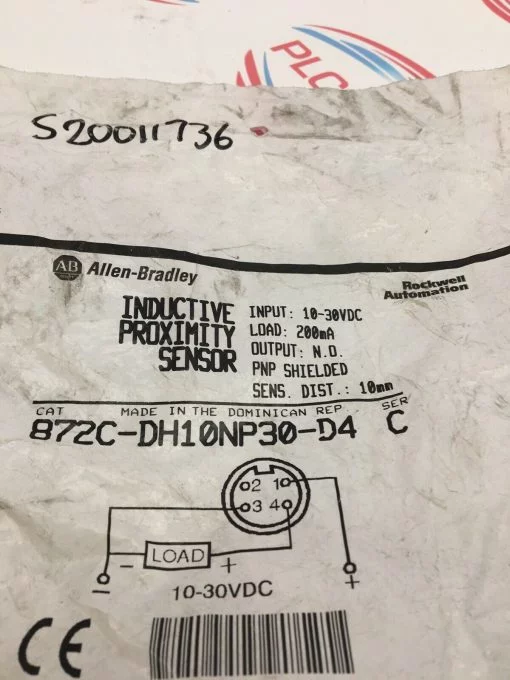 PLC
S20011736
AB Allen-Bradley
Rockwell
Automation
INDUCTIVE
PROXIMITY
SENSOR
INPUT: 10-30VDC
LOAD: 200mA
OUTPUT: N.O.
PNP SHIELDED
SENS. DIST.: 10mm
CAT MADE IN THE DOMINICAN REP. SER
872C-DH10NP30-D4 C
2 1
3 4
LOAD
- +
- +
10-30VDC
CE